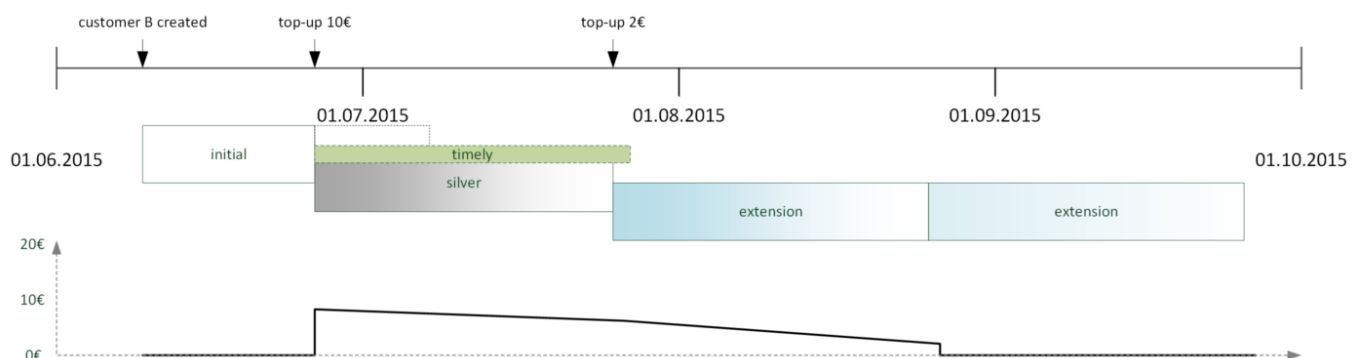 customer B created top-up 10€ top-up 2€
01.07.2015 01.08.2015 01.09.2015
01.06.2015 initial timely 01.10.2015
silver
extension extension
20€
10€
0€